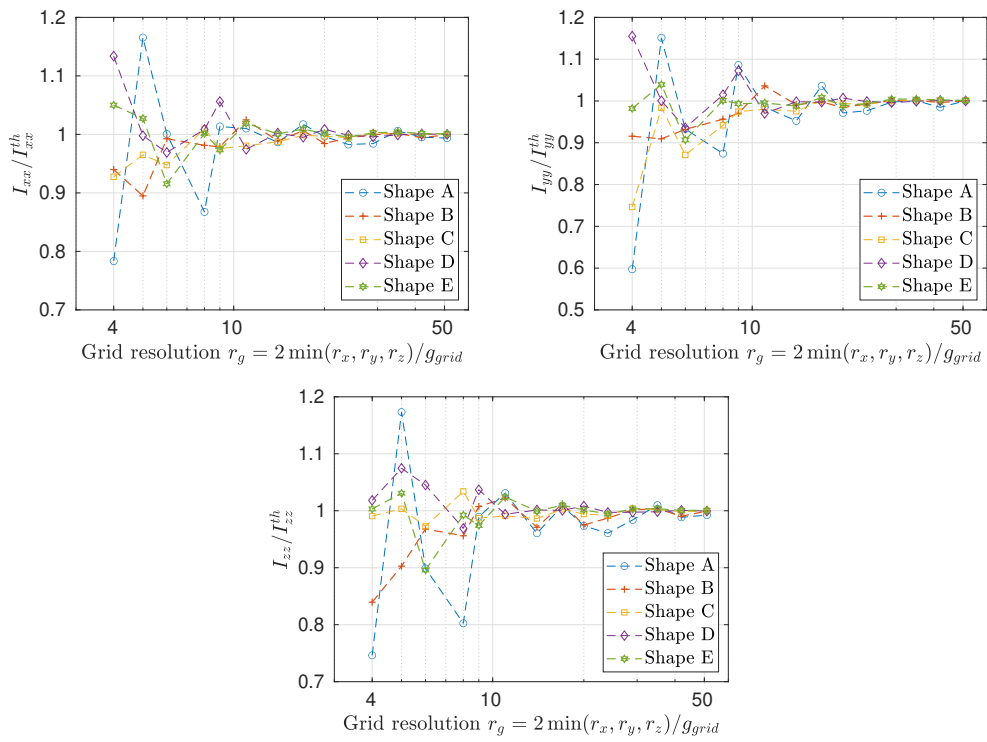 1.2
1.1
1
0.9
0.8
0.7
I_{xx}/I_{xx}^{th}
Shape A
Shape B
Shape C
Shape D
Shape E
4 10 50
Grid resolution r_g = 2 min(r_x, r_y, r_z)/g_{grid}
1.2
1.1
1
0.9
0.8
0.7
0.6
0.5
I_{yy}/I_{yy}^{th}
Shape A
Shape B
Shape C
Shape D
Shape E
4 10 50
Grid resolution r_g = 2 min(r_x, r_y, r_z)/g_{grid}
1.2
1.1
1
0.9
0.8
0.7
I_{zz}/I_{zz}^{th}
Shape A
Shape B
Shape C
Shape D
Shape E
4 10 50
Grid resolution r_g = 2 min(r_x, r_y, r_z)/g_{grid}